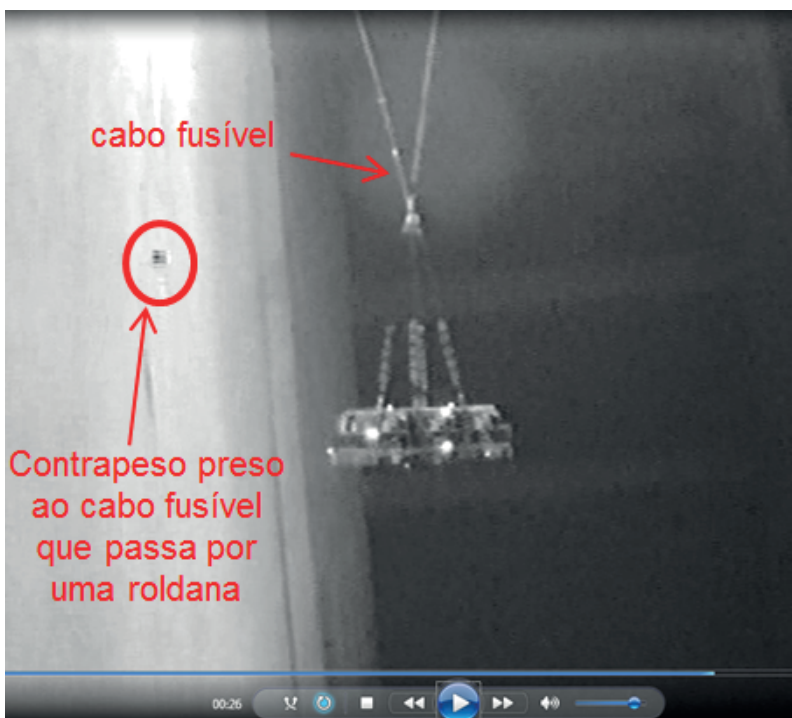 cabo fusível
Contrapeso preso
ao cabo fusível
que passa por
uma roldana
00:26